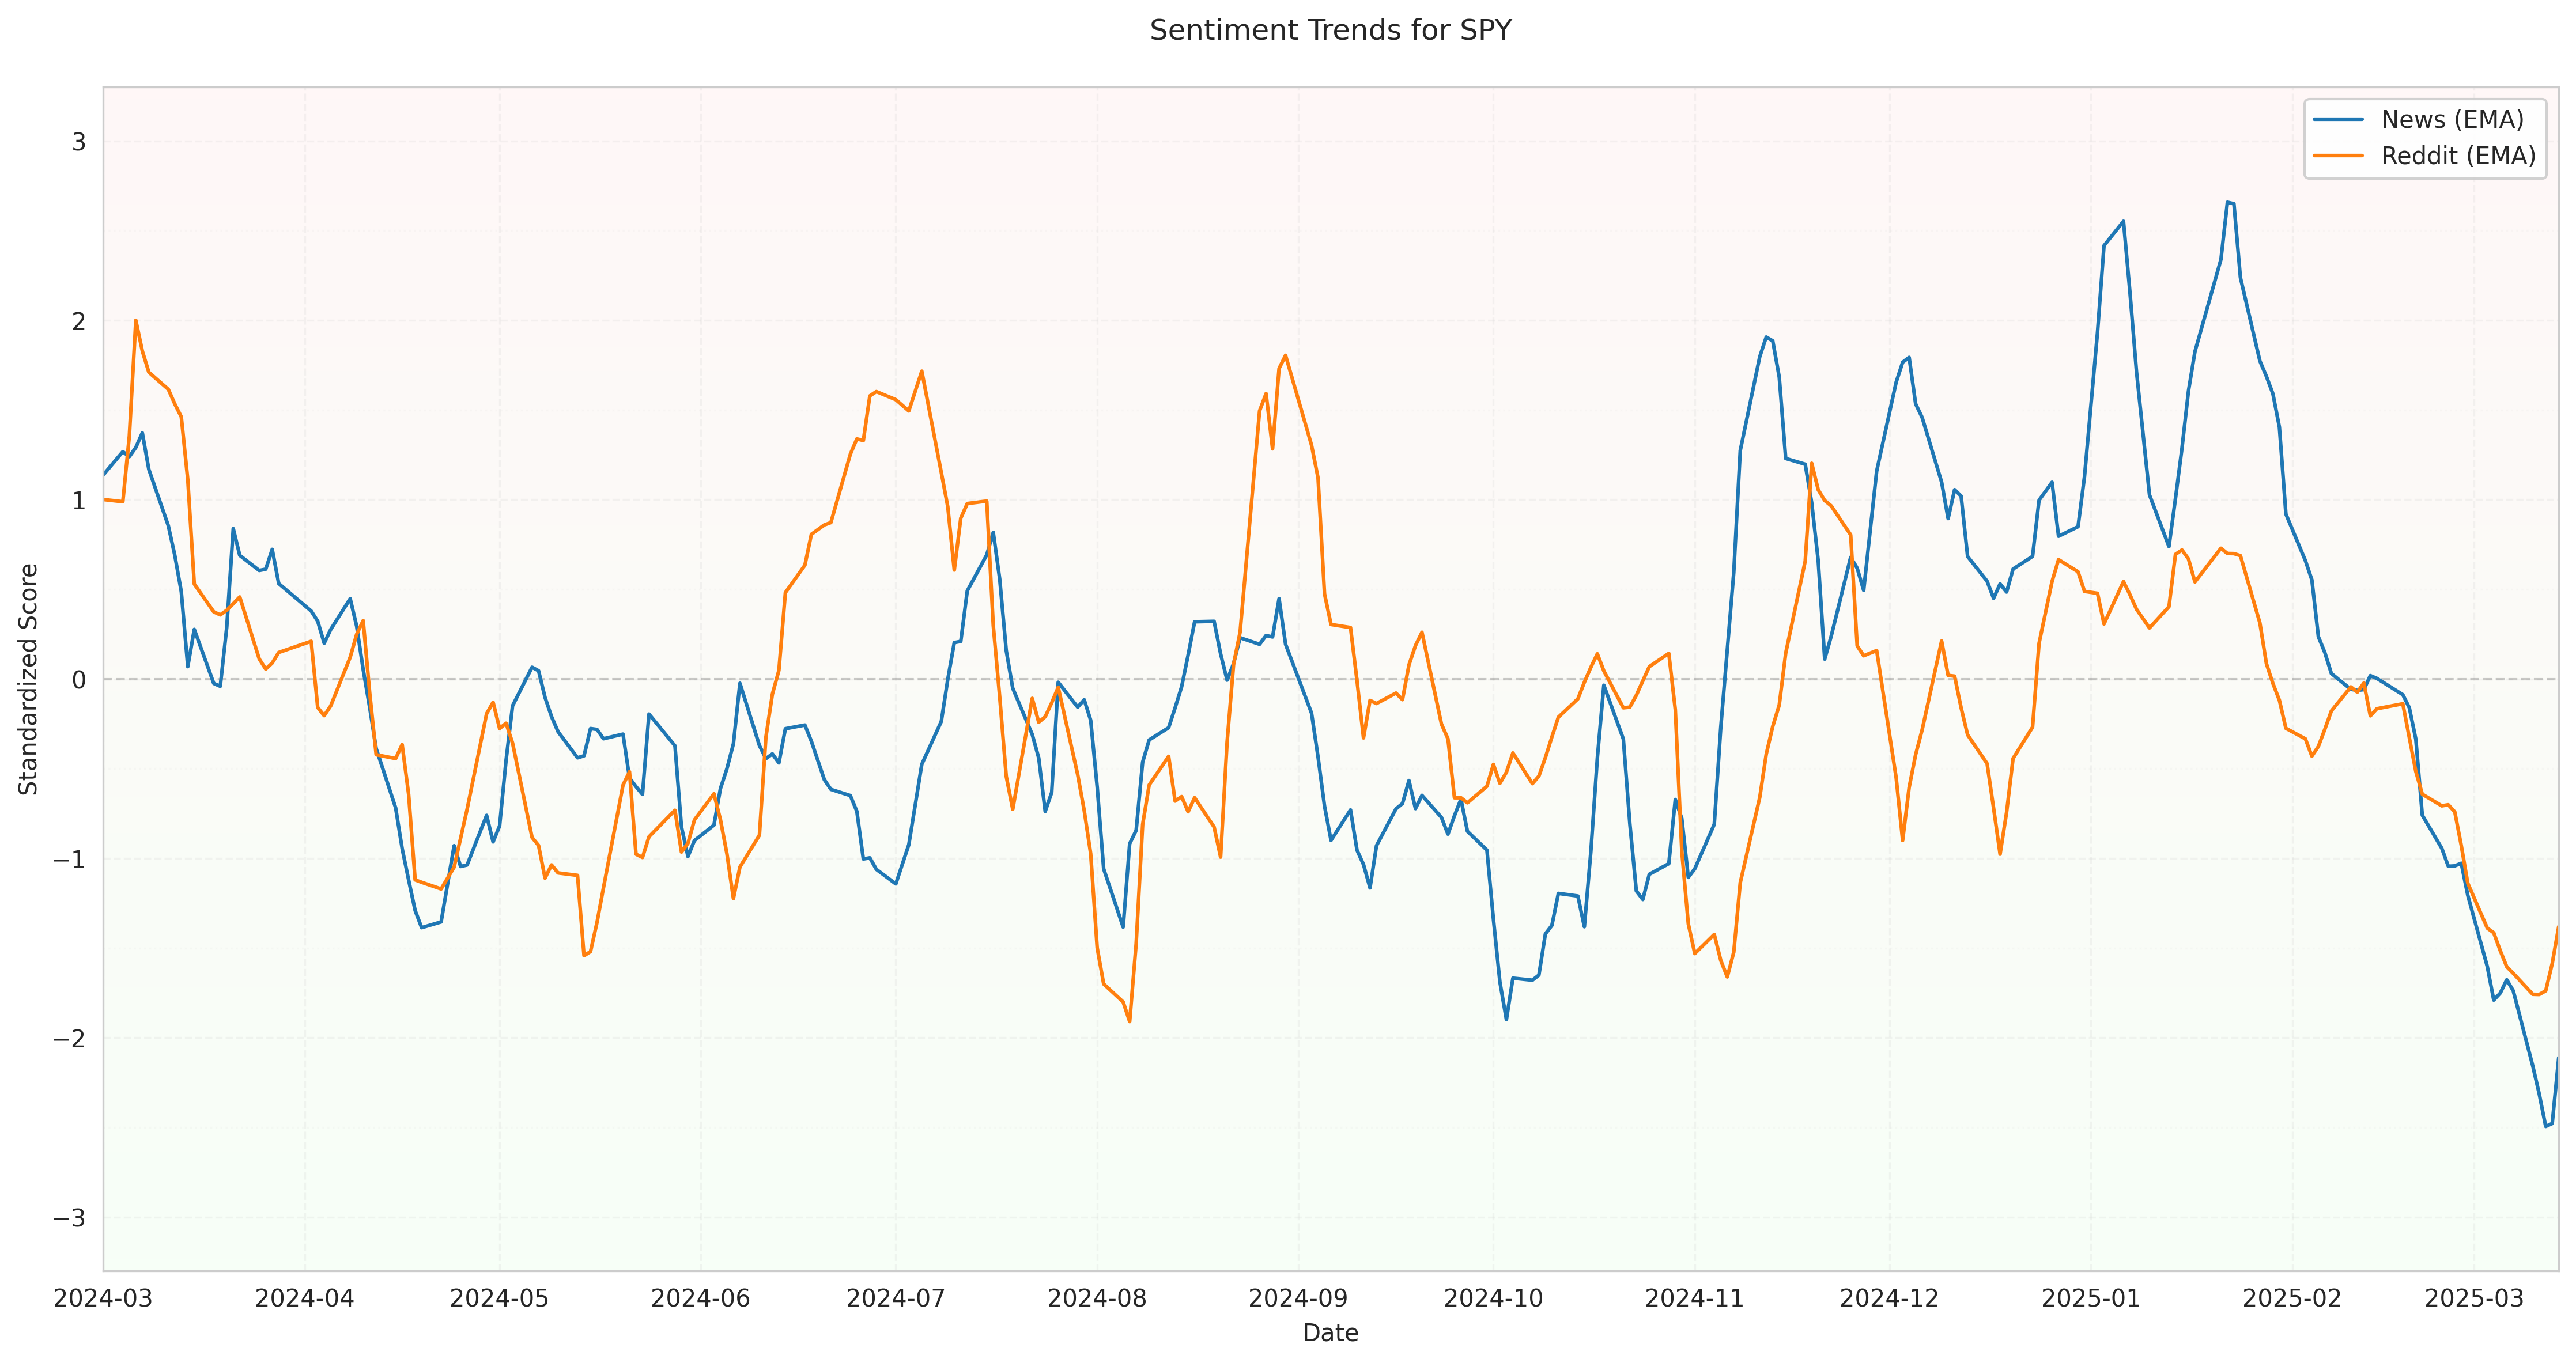 Sentiment Trends for SPY
News (EMA)
Reddit (EMA)
Standardized Score
3
2
1
0
−1
−2
−3
2024-03 2024-04 2024-05 2024-06 2024-07 2024-08 2024-09 2024-10 2024-11 2024-12 2025-01 2025-02 2025-03
Date